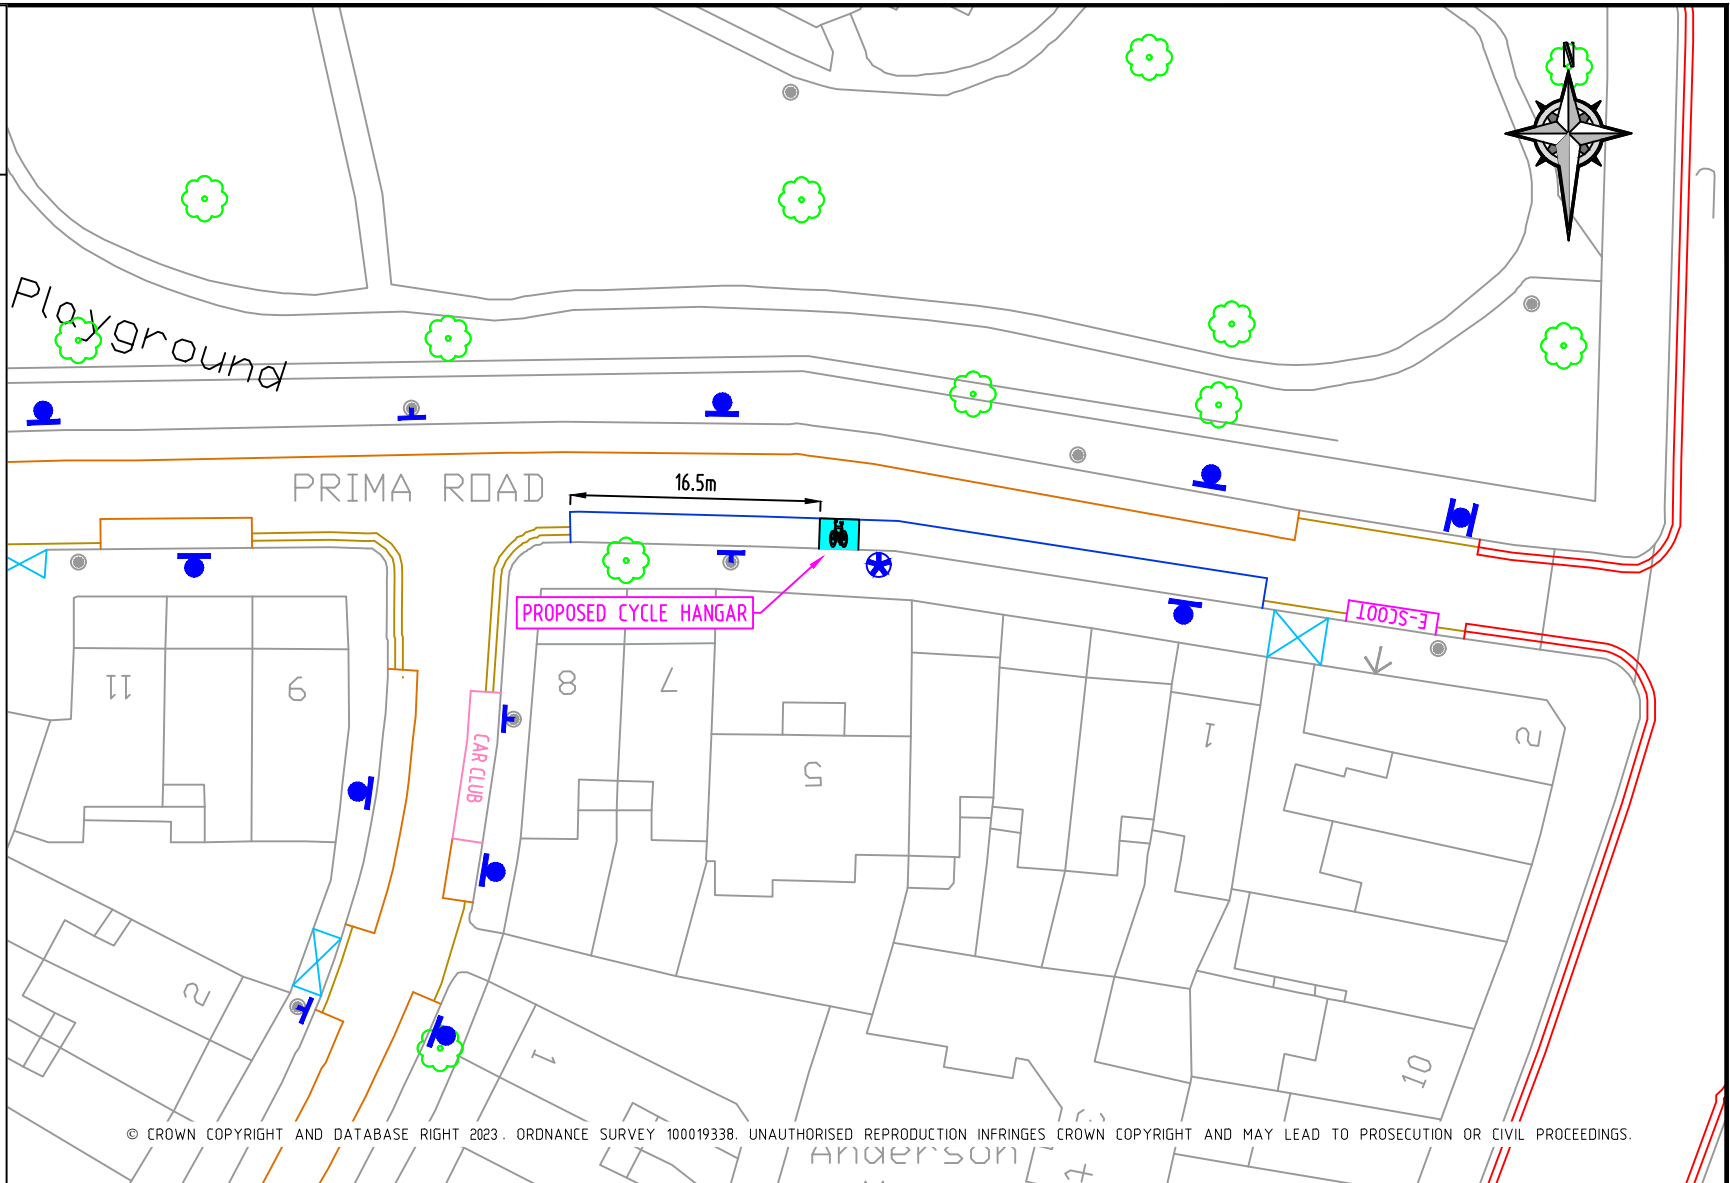 N
Playground
PRIMA ROAD
16.5m
PROPOSED CYCLE HANGAR
E-SCOOT
CAR CLUB
11
9
8
7
5
1
2
2
1
10
© CROWN COPYRIGHT AND DATABASE RIGHT 2023. ORDNANCE SURVEY 100019338. UNAUTHORISED REPRODUCTION INFRINGES CROWN COPYRIGHT AND MAY LEAD TO PROSECUTION OR CIVIL PROCEEDINGS.
Anderson